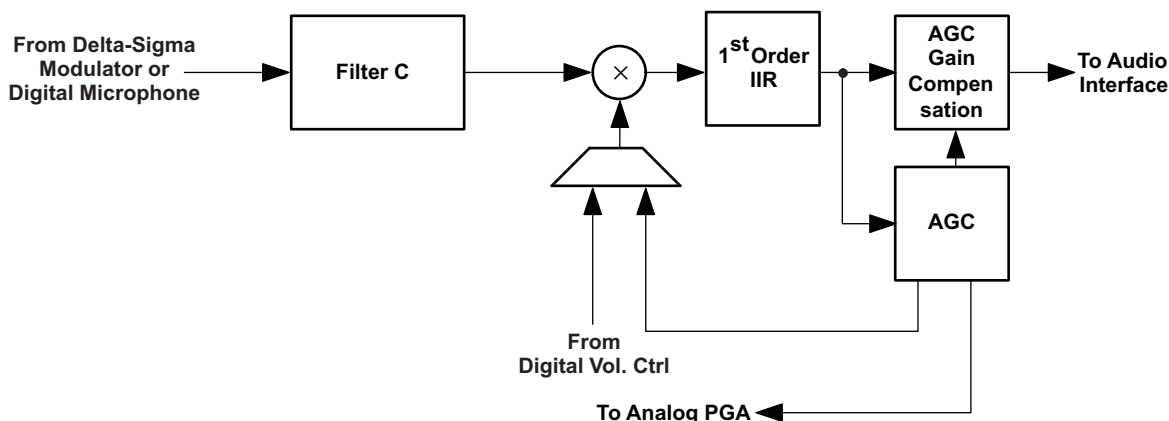 From Delta-Sigma
Modulator or
Digital Microphone
Filter C
×
1st Order
IIR
AGC
Gain
Compen
sation
To Audio
Interface
AGC
From
Digital Vol. Ctrl
To Analog PGA